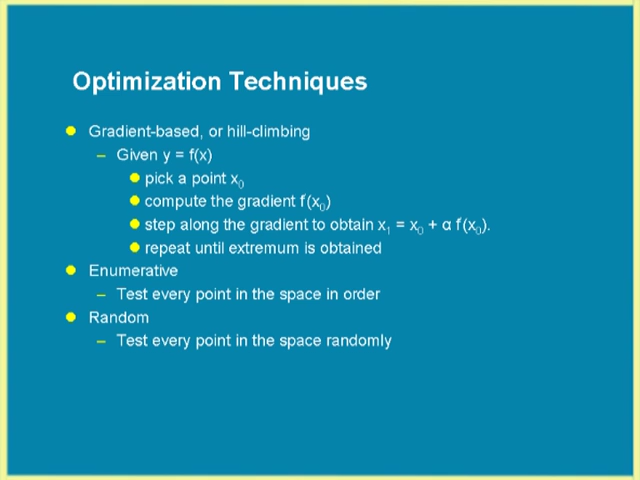 Optimization Techniques
Gradient-based, or hill-climbing
– Given y = f(x)
pick a point x₀
compute the gradient f'(x₀)
step along the gradient to obtain x₁ = x₀ + α f'(x₀).
repeat until extremum is obtained
Enumerative
– Test every point in the space in order
Random
– Test every point in the space randomly